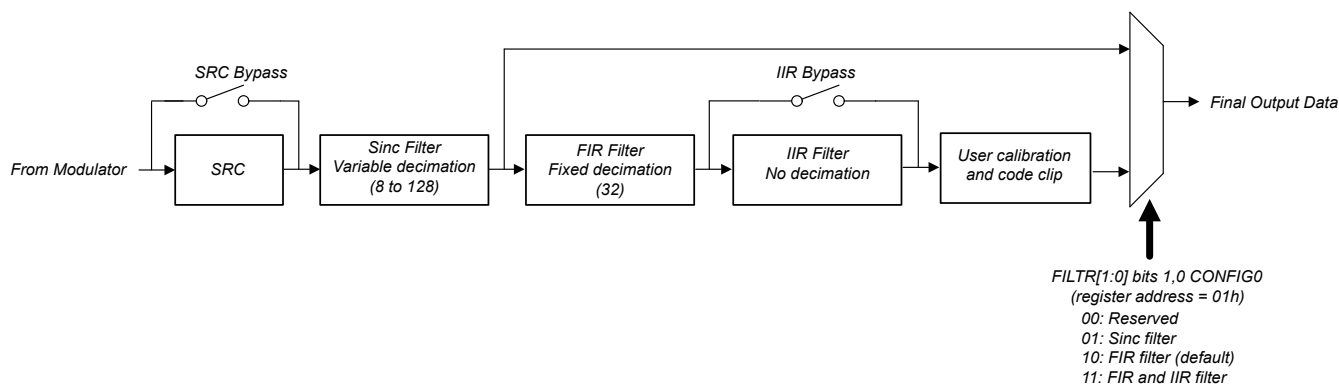 SRC Bypass
IIR Bypass
Final Output Data
From Modulator
SRC
Sinc Filter
Variable decimation
(8 to 128)
FIR Filter
Fixed decimation
(32)
IIR Filter
No decimation
User calibration
and code clip
FILTR[1:0] bits 1,0 CONFIG0
(register address = 01h)
00: Reserved
01: Sinc filter
10: FIR filter (default)
11: FIR and IIR filter